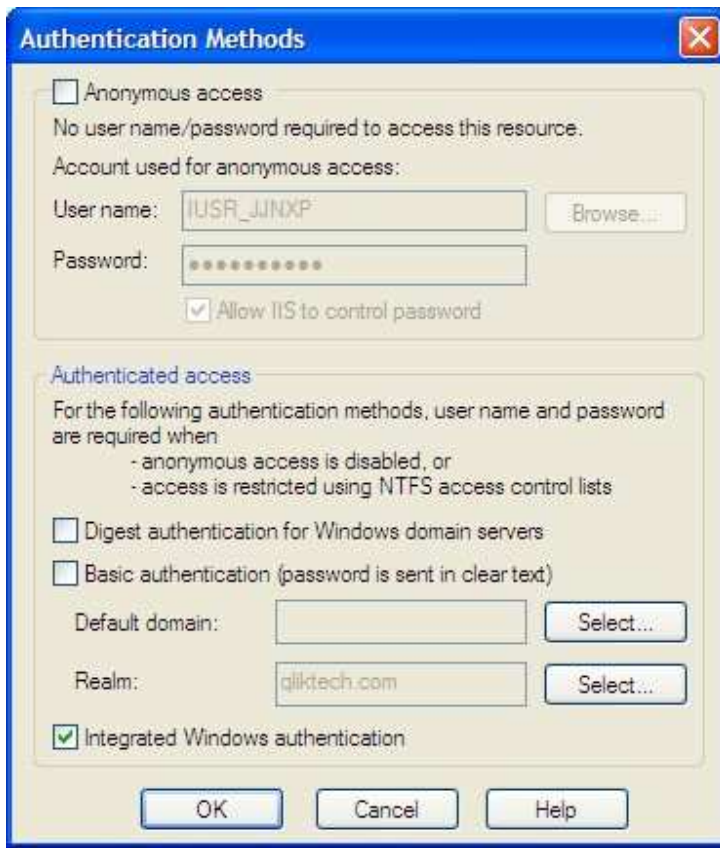 Authentication Methods
Anonymous access
No user name/password required to access this resource.
Account used for anonymous access:
User name: IUSR_JJNXP Browse...
Password: ●●●●●●●●●●
Allow IIS to control password
Authenticated access
For the following authentication methods, user name and password
are required when
- anonymous access is disabled, or
- access is restricted using NTFS access control lists
Digest authentication for Windows domain servers
Basic authentication (password is sent in clear text)
Default domain: Select...
Realm: qliktech.com Select...
Integrated Windows authentication
OK Cancel Help